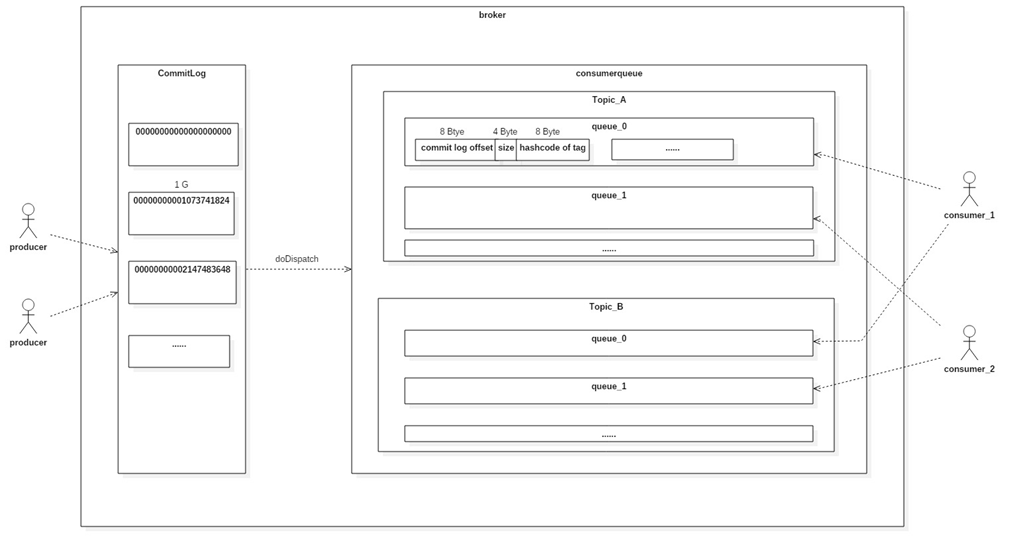 broker
CommitLog
00000000000000000000
1 G
00000000001073741824
00000000002147483648
......
producer
producer
doDispatch
consumerqueue
Topic_A
queue_0
8 Btye
4 Byte
8 Byte
commit log offset
size
hashcode of tag
......
queue_1
......
Topic_B
queue_0
queue_1
......
consumer_1
consumer_2